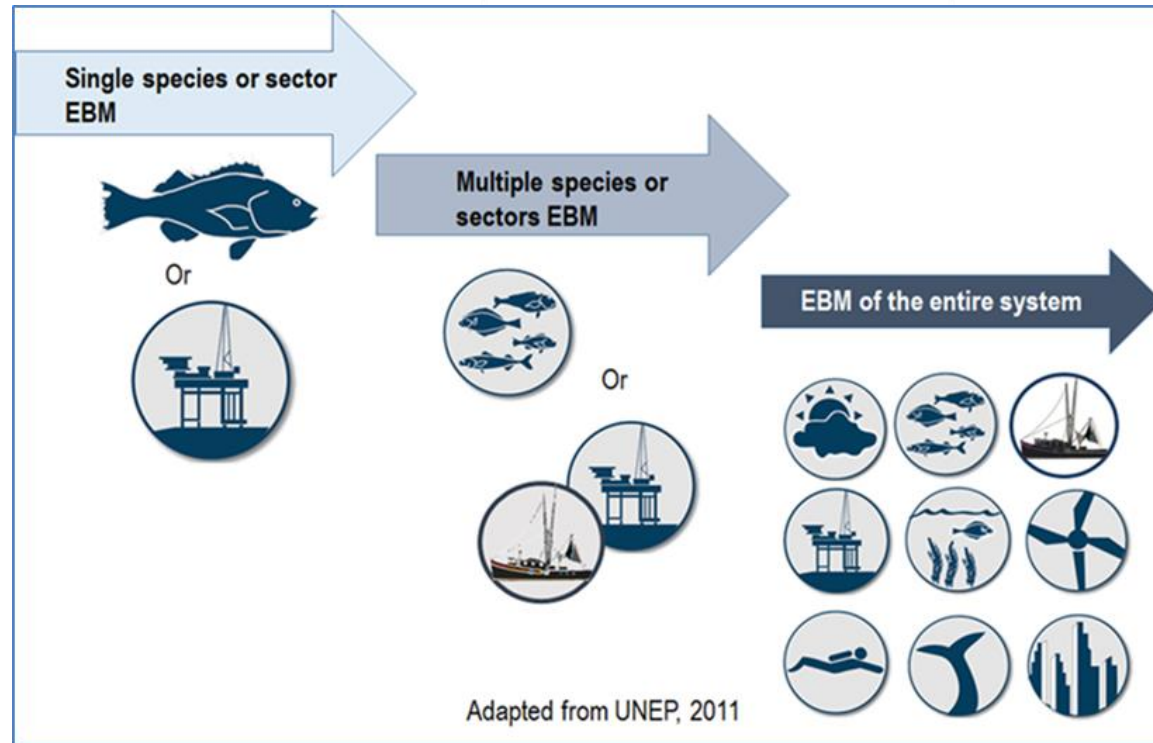 Single species or sector
EBM
Or
Multiple species or
sectors EBM
Or
EBM of the entire system
Adapted from UNEP, 2011